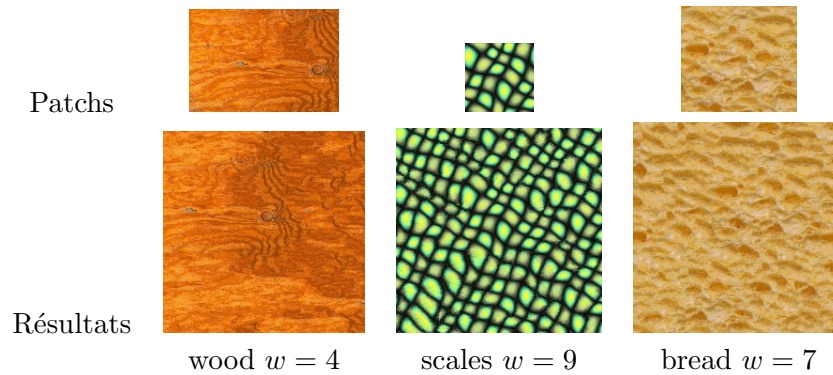 Patchs
Résultats
wood w = 4
scales w = 9
bread w = 7